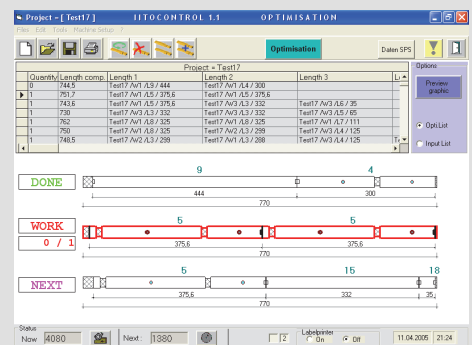 Project - [ Test17 ] IITOCONTROL 1.1 OPTIMISATION
Files Edit Tools Machine Setup ?
Optimisation Daten SPS
Project = Test17
Quantity Length comp. Length 1 Length 2 Length 3
0 744,5 Test17 /W1 /L9 / 444 Test17 /W1 /L4 / 300
1 751,7 Test17 /W1 /L5 / 375,6 Test17 /W1 /L5 / 375,6
1 743,6 Test17 /W1 /L5 / 375,6 Test17 /W3 /L3 / 332 Test17 /W3 /L6 / 35
1 730 Test17 /W3 /L3 / 332 Test17 /W3 /L3 / 332 Test17 /W3 /L5 / 65
1 762 Test17 /W1 /L8 / 325 Test17 /W1 /L8 / 325 Test17 /W1 /L7 / 111
1 750 Test17 /W1 /L8 / 325 Test17 /W2 /L3 / 299 Test17 /W3 /L4 / 125
1 748,5 Test17 /W2 /L3 / 299 Test17 /W3 /L4 / 125
Options
Preview
graphic
Opti.List
Input List
DONE
9 4
444 300
770
WORK
0 / 1
5 5
375,6 375,6
770
NEXT
5 15 18
375,6 332 35
770
Status
Now 4080 Next : 1380 2 Labelprinter
On Off 11.04.2005 21:24